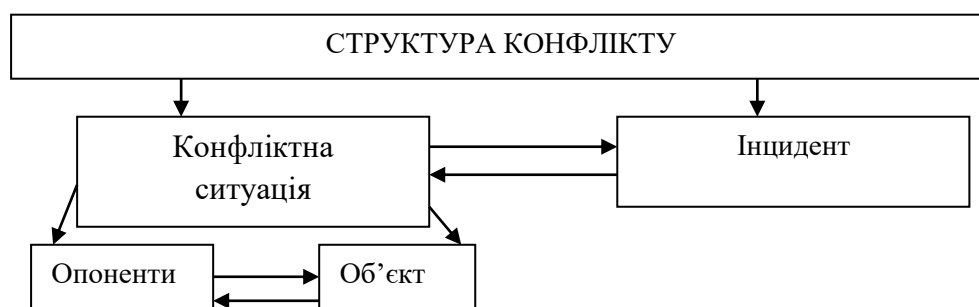 СТРУКТУРА КОНФЛІКТУ
Конфліктна
ситуація
Інцидент
Опоненти
Об’єкт